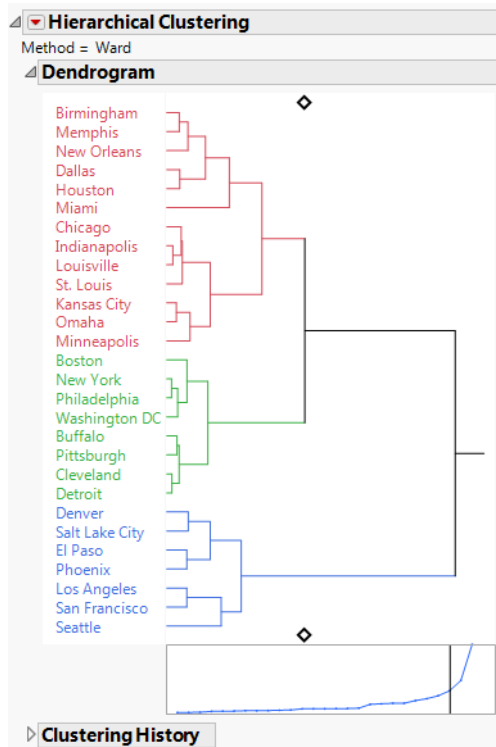 Hierarchical Clustering
Method = Ward
Dendrogram
Birmingham
Memphis
New Orleans
Dallas
Houston
Miami
Chicago
Indianapolis
Louisville
St. Louis
Kansas City
Omaha
Minneapolis
Boston
New York
Philadelphia
Washington DC
Buffalo
Pittsburgh
Cleveland
Detroit
Denver
Salt Lake City
El Paso
Phoenix
Los Angeles
San Francisco
Seattle
Clustering History